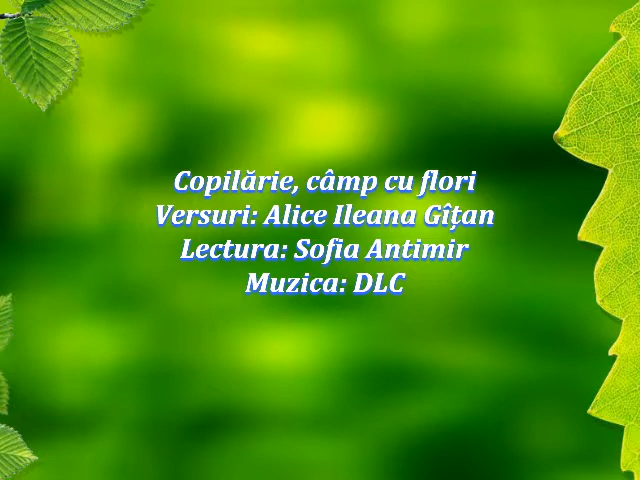 Copilărie, câmp cu flori
Versuri: Alice Ileana Gîțan
Lectura: Sofia Antimir
Muzica: DLC